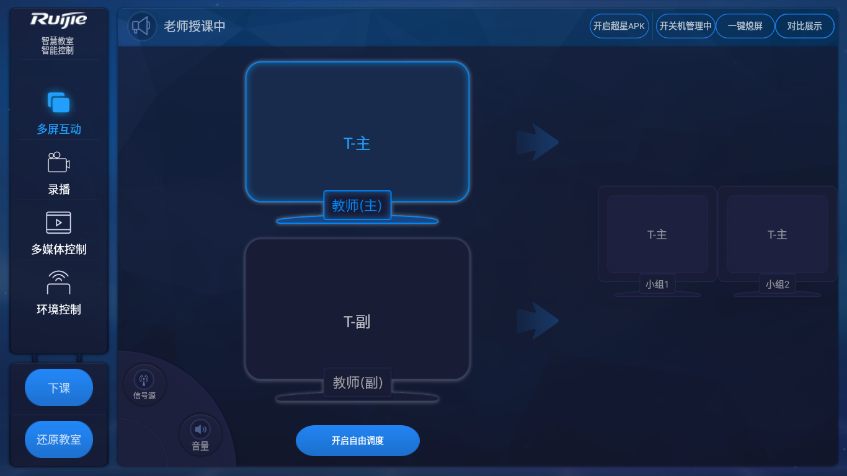 Ruijie
智慧教室
智能控制
老师授课中
开启超星APK
开关机管理中
一键熄屏
对比展示
多屏互动
录播
多媒体控制
环境控制
下课
还原教室
T-主
教师(主)
T-副
教师(副)
T-主
小组1
T-主
小组2
信号源
音量
开启自由调度